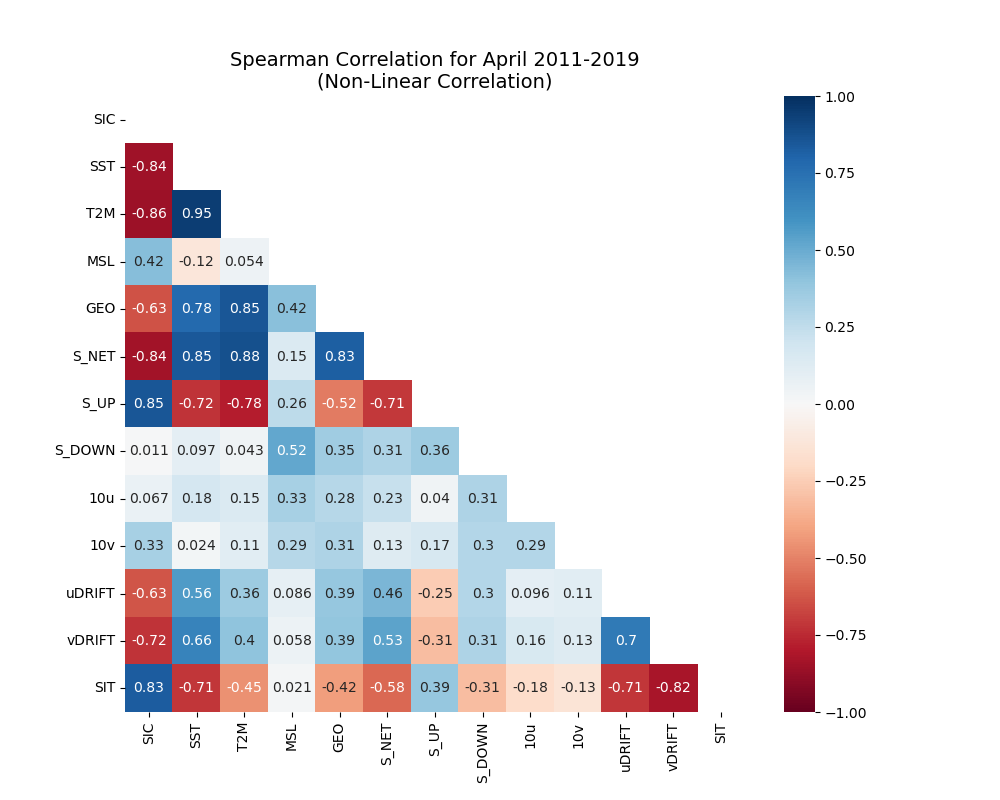 Spearman Correlation for April 2011-2019
(Non-Linear Correlation)
SIC
SST -0.84
T2M -0.86 0.95
MSL 0.42 -0.12 0.054
GEO -0.63 0.78 0.85 0.42
S_NET -0.84 0.85 0.88 0.15 0.83
S_UP 0.85 -0.72 -0.78 0.26 -0.52 -0.71
S_DOWN 0.011 0.097 0.043 0.52 0.35 0.31 0.36
10u 0.067 0.18 0.15 0.33 0.28 0.23 0.04 0.31
10v 0.33 0.024 0.11 0.29 0.31 0.13 0.17 0.3 0.29
uDRIFT -0.63 0.56 0.36 0.086 0.39 0.46 -0.25 0.3 0.096 0.11
vDRIFT -0.72 0.66 0.4 0.058 0.39 0.53 -0.31 0.31 0.16 0.13 0.7
SIT 0.83 -0.71 -0.45 0.021 -0.42 -0.58 0.39 -0.31 -0.18 -0.13 -0.71 -0.82
SIC SST T2M MSL GEO S_NET S_UP S_DOWN 10u 10v uDRIFT vDRIFT SIT
1.00
0.75
0.50
0.25
0.00
−0.25
−0.50
−0.75
−1.00